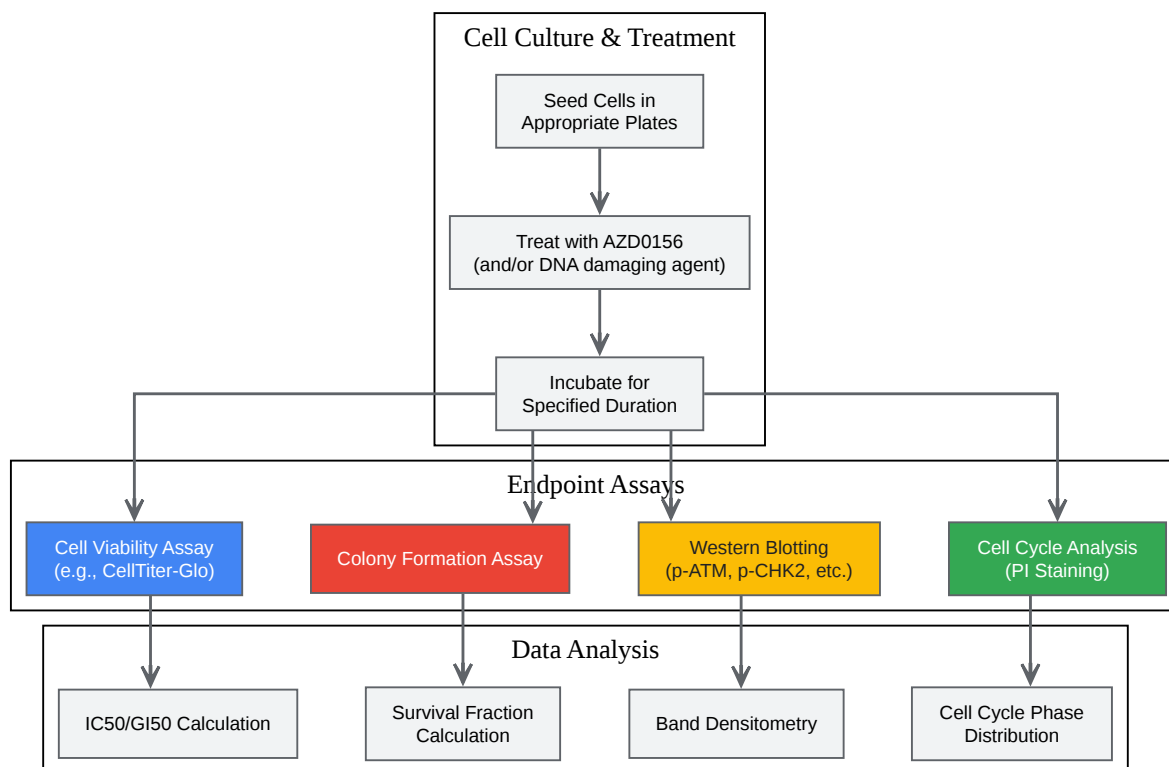 Cell Culture & Treatment
Seed Cells in
Appropriate Plates
Treat with AZD0156
(and/or DNA damaging agent)
Incubate for
Specified Duration
Endpoint Assays
Cell Viability Assay
(e.g., CellTiter-Glo)
Colony Formation Assay
Western Blotting
(p-ATM, p-CHK2, etc.)
Cell Cycle Analysis
(PI Staining)
Data Analysis
IC50/GI50 Calculation
Survival Fraction
Calculation
Band Densitometry
Cell Cycle Phase
Distribution